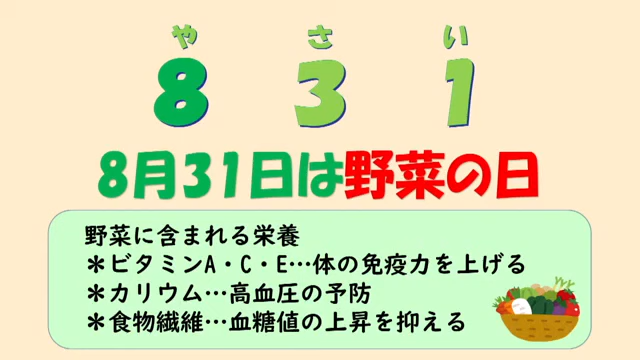 や さ い
8 3 1
8月31日は野菜の日
野菜に含まれる栄養
＊ビタミンA・C・E…体の免疫力を上げる
＊カリウム…高血圧の予防
＊食物繊維…血糖値の上昇を抑える